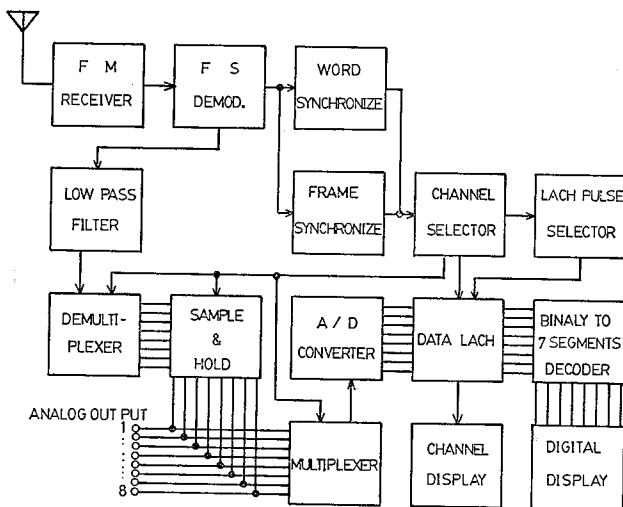 F M
RECEIVER
F S
DEMOD.
WORD
SYNCHRONIZE
LOW PASS
FILTER
FRAME
SYNCHRONIZE
CHANNEL
SELECTOR
LACH PULSE
SELECTOR
DEMULTI-
PLEXER
SAMPLE
&
HOLD
A / D
CONVERTER
DATA LACH
BINALY TO
7 SEGMENTS
DECODER
ANALOG OUT PUT
1
8
MULTIPLEXER
CHANNEL
DISPLAY
DIGITAL
DISPLAY